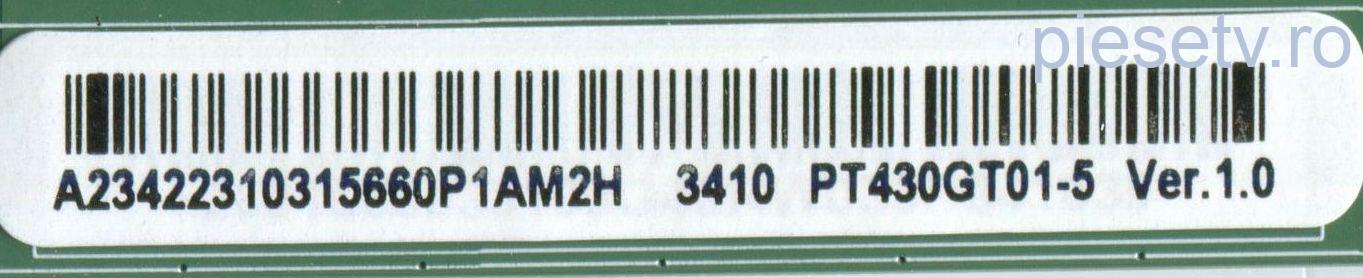 piesetv.ro
A23422310315660P1AM2H 3410 PT430GT01-5 Ver.1.0